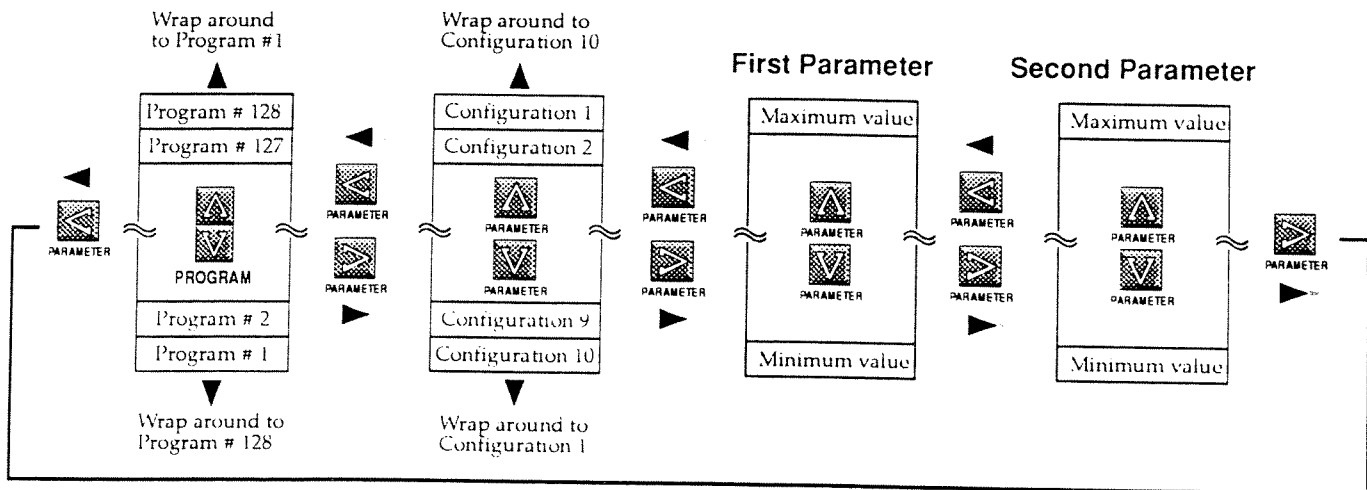 Wrap around
to Program #1
Wrap around to
Configuration 10
First Parameter
Second Parameter
Program # 128
Program # 127
PROGRAM
Program # 2
Program # 1
Wrap around to
Program # 128
PARAMETER
PARAMETER
PARAMETER
Configuration 1
Configuration 2
PARAMETER
PARAMETER
Configuration 9
Configuration 10
Wrap around to
Configuration 1
PARAMETER
PARAMETER
Maximum value
PARAMETER
PARAMETER
Minimum value
PARAMETER
PARAMETER
Maximum value
PARAMETER
PARAMETER
Minimum value
PARAMETER